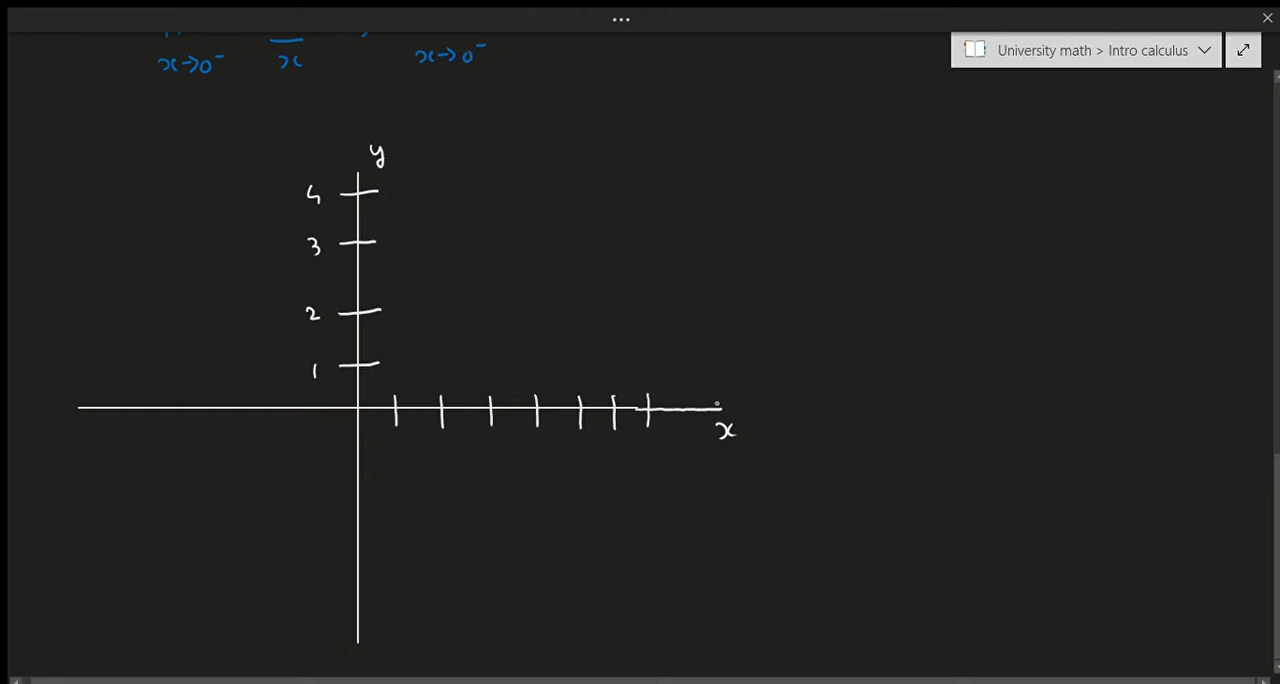 University math > Intro calculus
x→0⁻ x x→0⁻
y
4
3
2
1
x